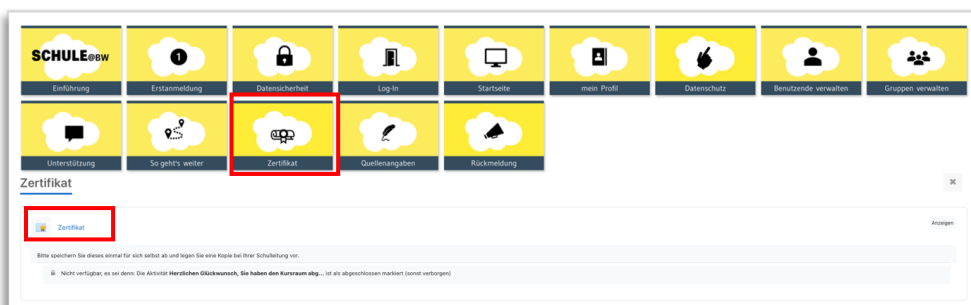 SCHULE@BW
1
Einführung
Erstanmeldung
Datensicherheit
Log-In
Startseite
mein Profil
Datenschutz
Benutzende verwalten
Gruppen verwalten
Unterstützung
So geht's weiter
Zertifikat
Quellenangaben
Rückmeldung
Zertifikat
Zertifikat
Anzeigen
Bitte speichern Sie dieses einmal für sich selbst ab und legen Sie eine Kopie bei Ihrer Schulleitung vor.
Nicht verfügbar, es sei denn: Die Aktivität Herzlichen Glückwunsch, Sie haben den Kursraum abg... ist als abgeschlossen markiert (sonst verborgen)